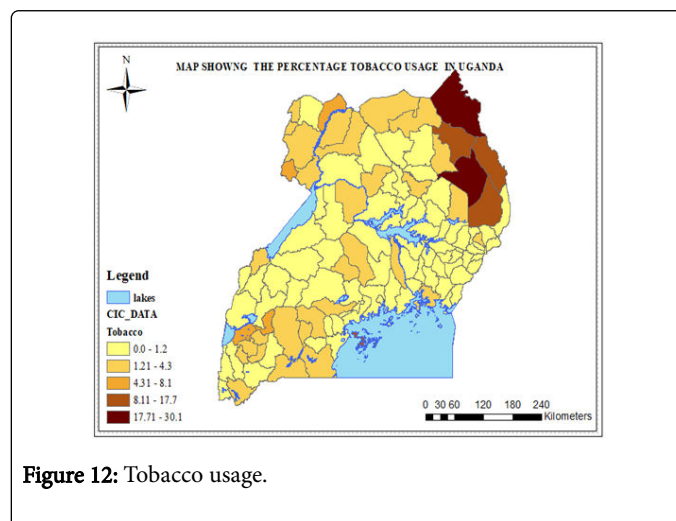 N
MAP SHOWNG THE PERCENTAGE TOBACCO USAGE IN UGANDA
Legend
lakes
CIC_DATA
Tobacco
0.0 - 1.2
1.21 - 4.3
4.31 - 8.1
8.11 - 17.7
17.71 - 30.1
0 30 60 120 180 240
Kilometers
Figure 12: Tobacco usage.